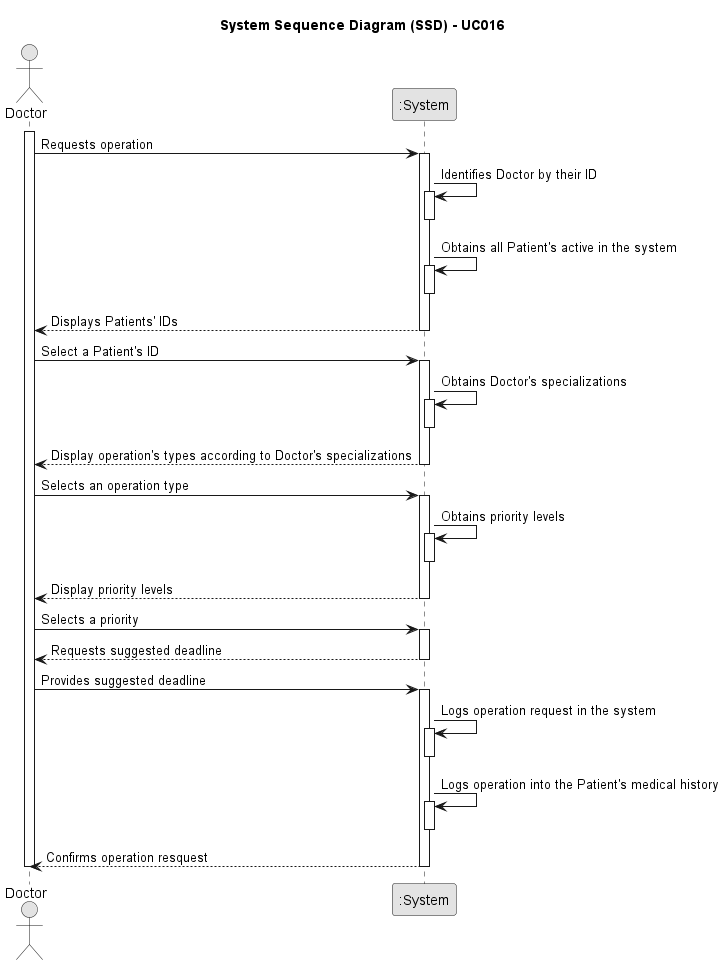 System Sequence Diagram (SSD) - UC016
Doctor
:System
Requests operation
Identifies Doctor by their ID
Obtains all Patient's active in the system
Displays Patients' IDs
Select a Patient's ID
Obtains Doctor's specializations
Display operation's types according to Doctor's specializations
Selects an operation type
Obtains priority levels
Display priority levels
Selects a priority
Requests suggested deadline
Provides suggested deadline
Logs operation request in the system
Logs operation into the Patient's medical history
Confirms operation resquest
Doctor
:System